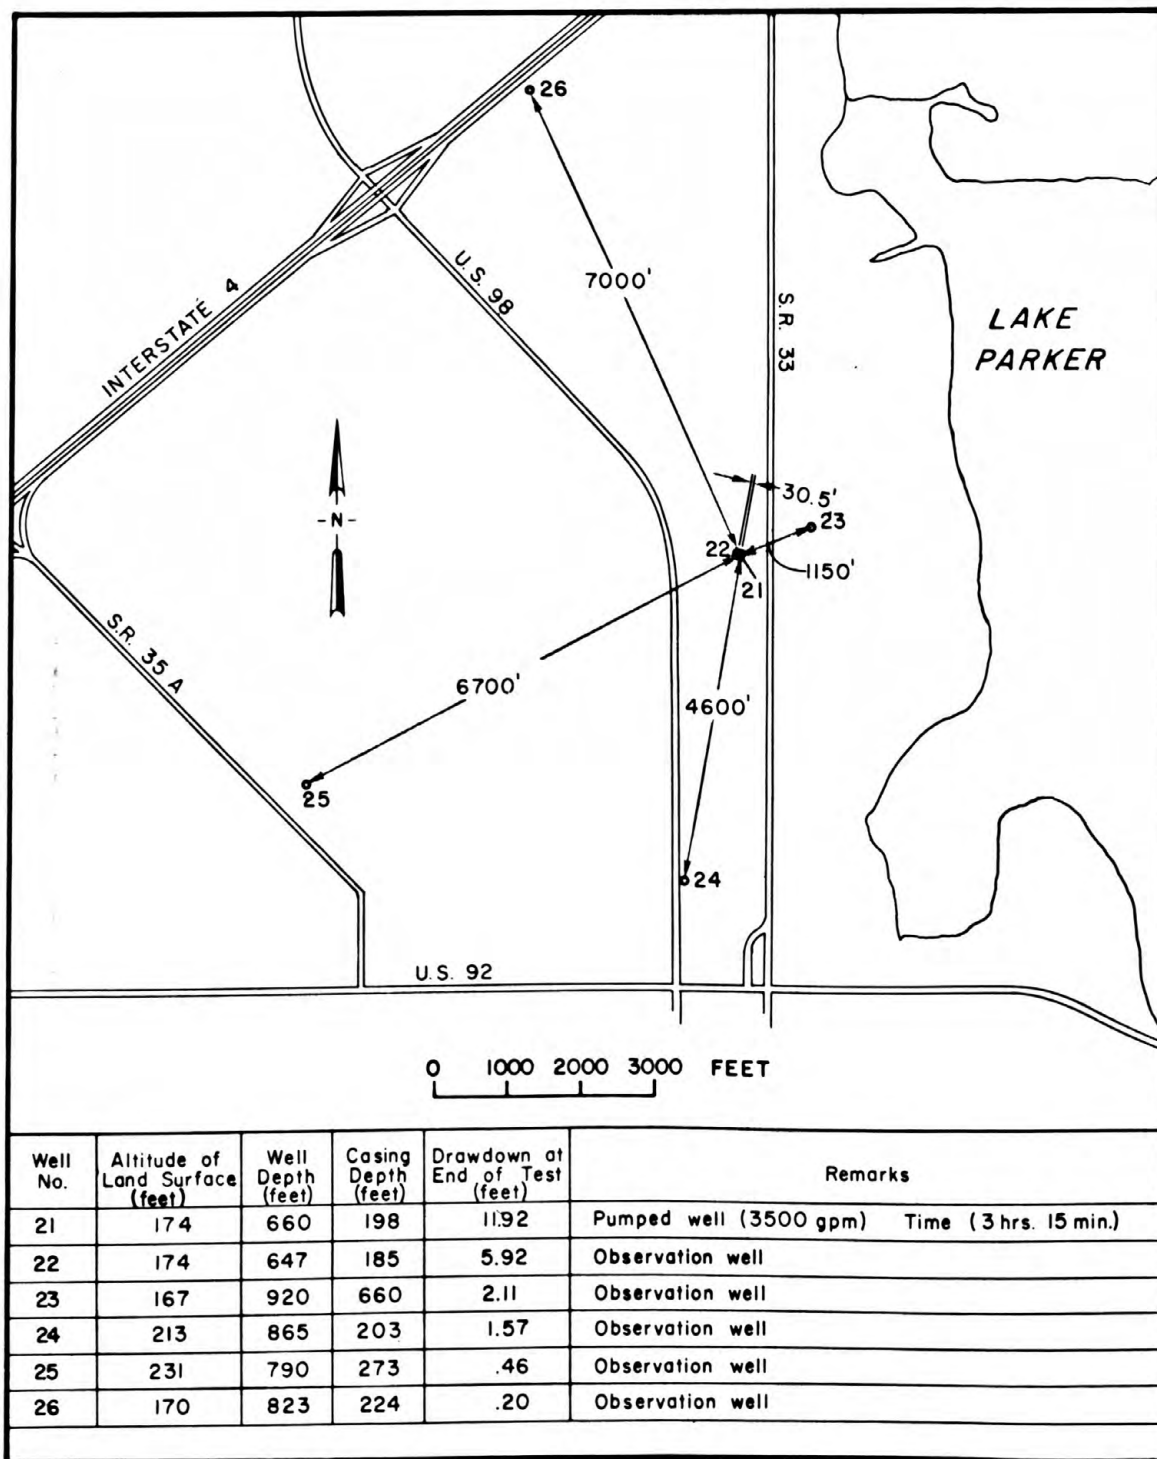 26
7000'
U.S. 98
INTERSTATE 4
S.R. 33
LAKE
PARKER
- N -
30.5'
23
22
1150'
21
S.R. 35 A
6700'
4600'
25
24
U.S. 92
0 1000 2000 3000 FEET
Well No. | Altitude of Land Surface (feet) | Well Depth (feet) | Casing Depth (feet) | Drawdown at End of Test (feet) | Remarks
21 | 174 | 660 | 198 | 11.92 | Pumped well (3500 gpm) Time (3 hrs. 15 min.)
22 | 174 | 647 | 185 | 5.92 | Observation well
23 | 167 | 920 | 660 | 2.11 | Observation well
24 | 213 | 865 | 203 | 1.57 | Observation well
25 | 231 | 790 | 273 | .46 | Observation well
26 | 170 | 823 | 224 | .20 | Observation well